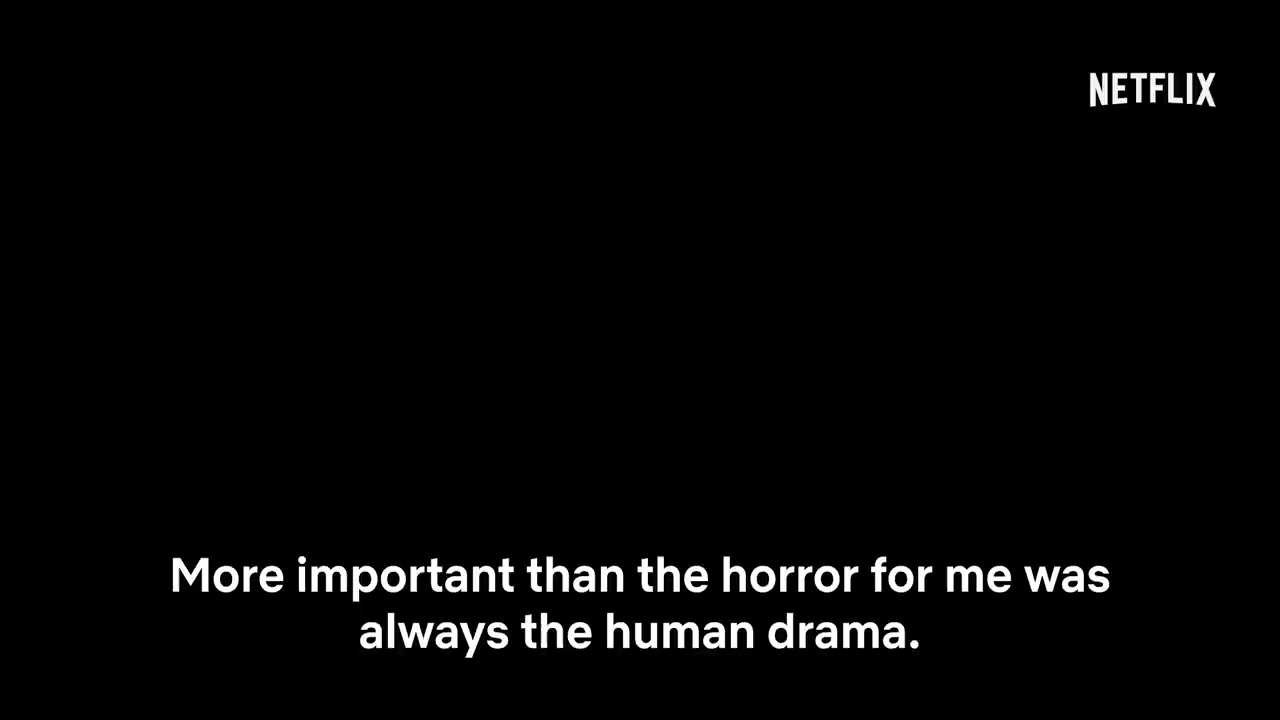 NETFLIX
More important than the horror for me was
always the human drama.